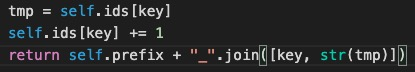 tmp = self.ids[key]
self.ids[key] += 1
return self.prefix + "_".join([key, str(tmp)])